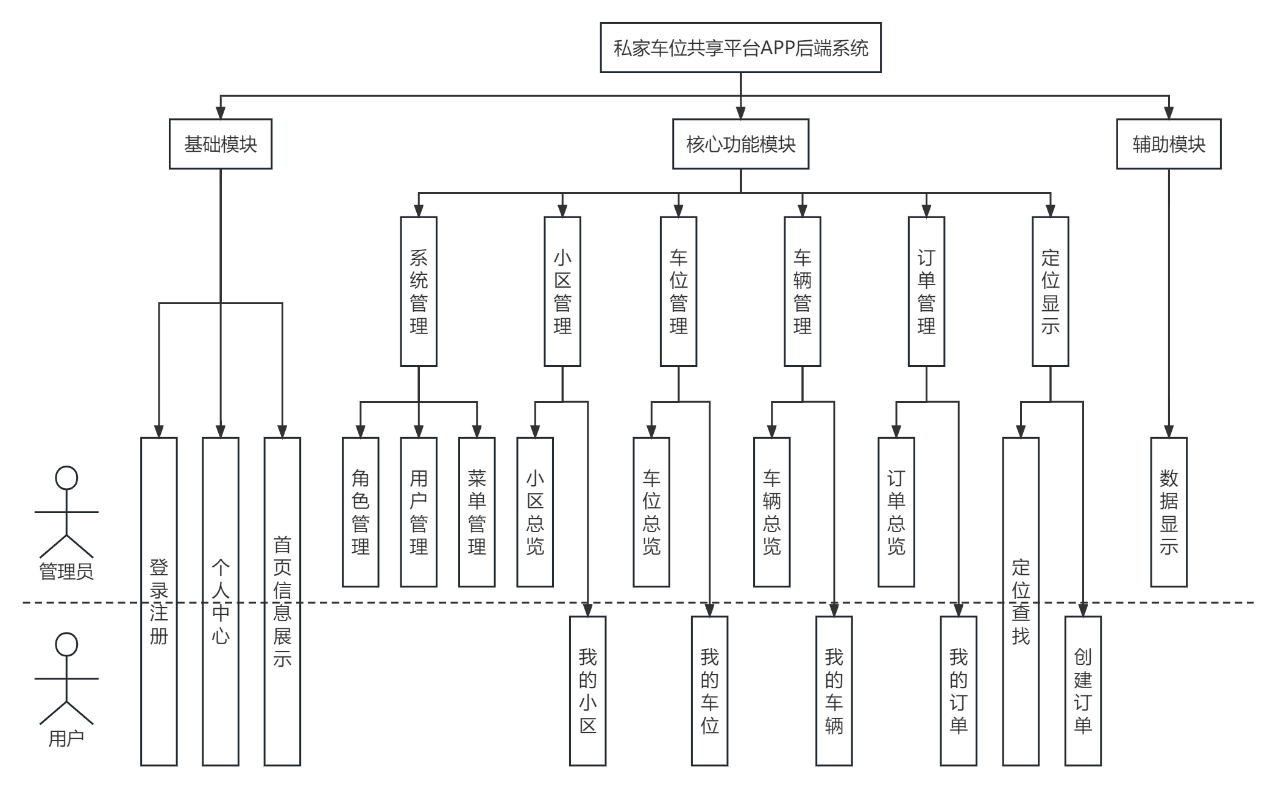 私家车位共享平台APP后端系统
基础模块
核心功能模块
辅助模块
系统管理
小区管理
车位管理
车辆管理
订单管理
定位显示
管理员
登录注册
个人中心
首页信息展示
角色管理
用户管理
菜单管理
小区总览
车位总览
车辆总览
订单总览
定位查找
数据显示
用户
我的小区
我的车位
我的车辆
我的订单
创建订单